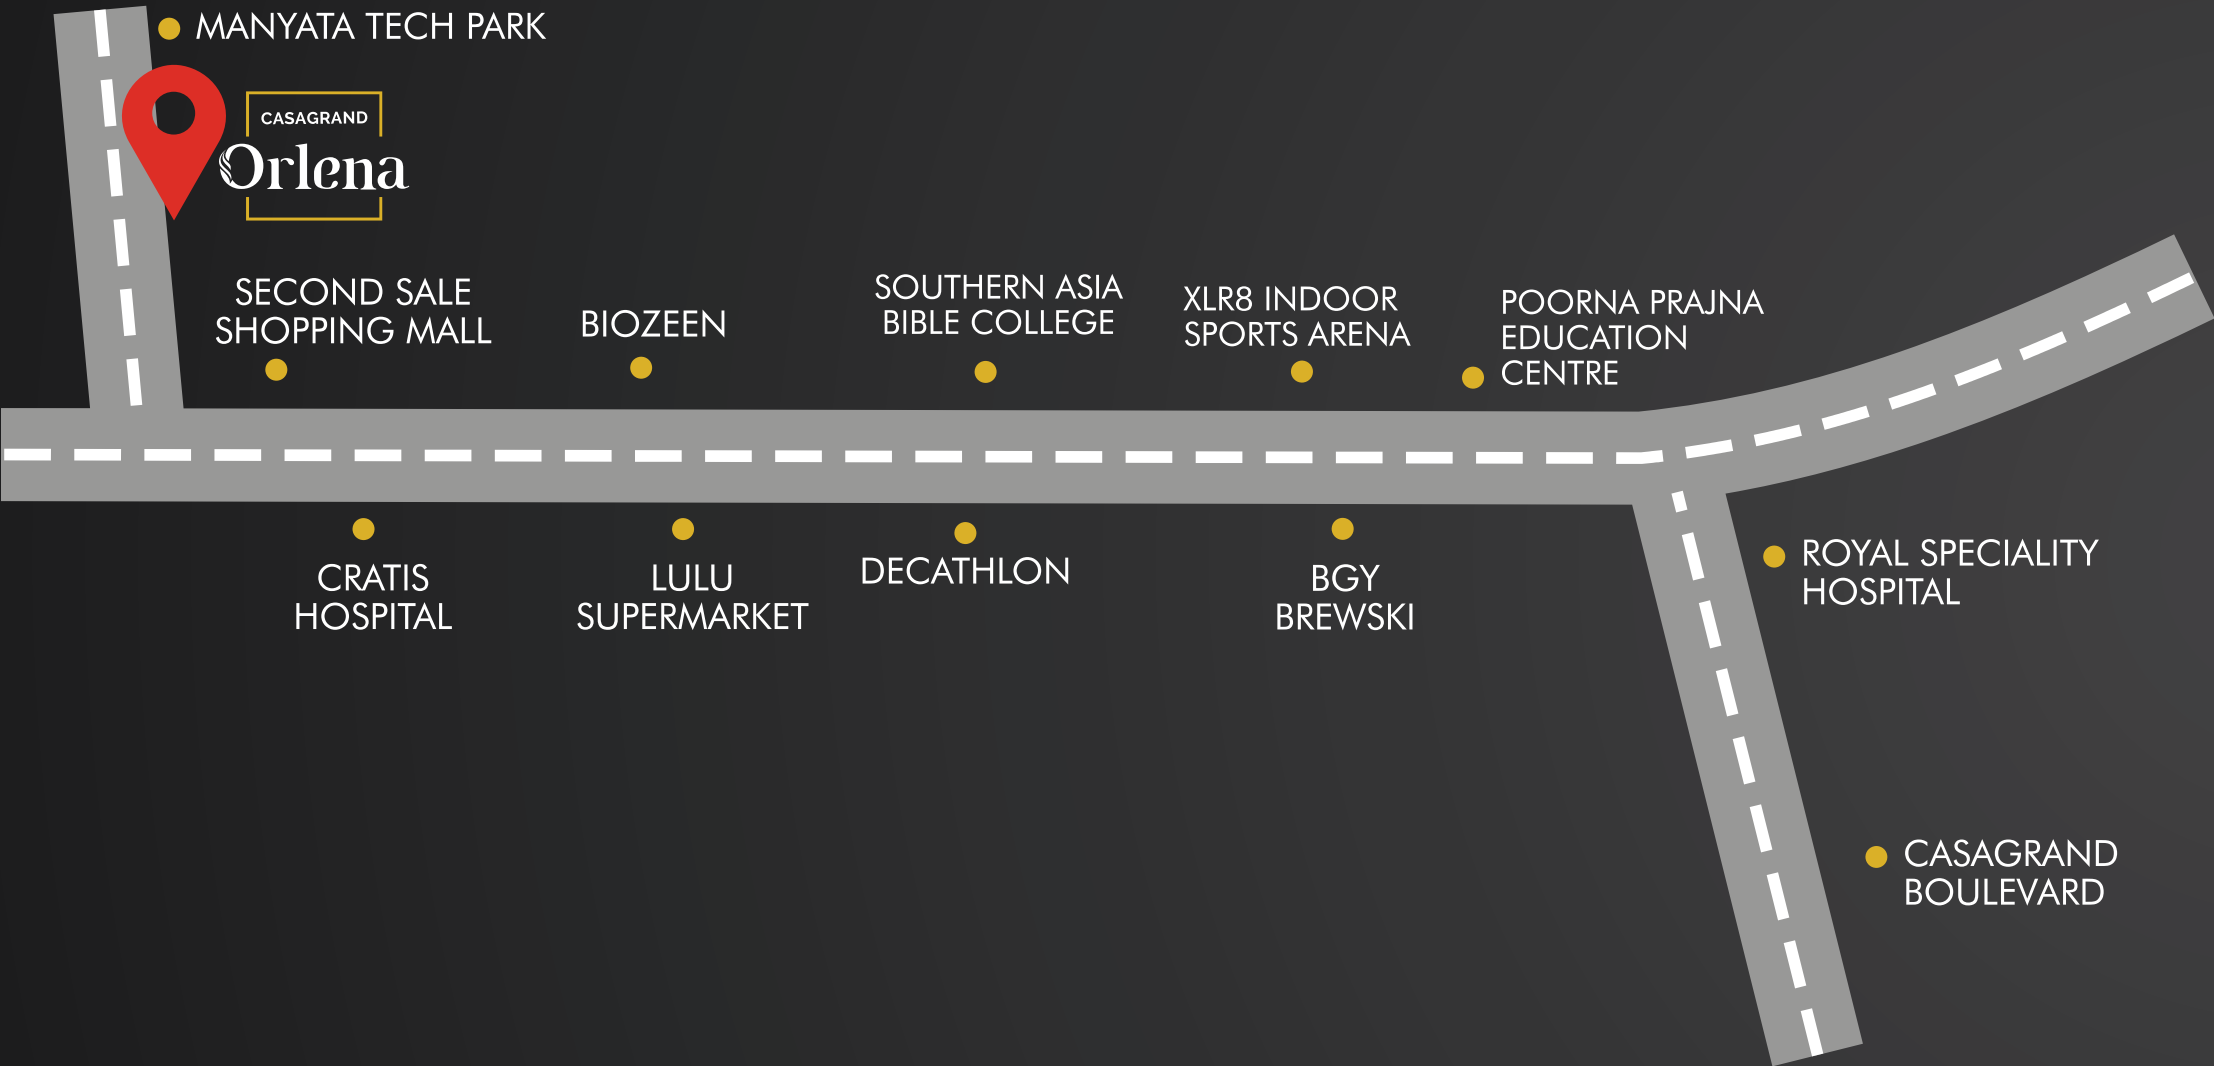 MANYATA TECH PARK
CASAGRAND
Orlena
SECOND SALE
SHOPPING MALL
BIOZEEN
SOUTHERN ASIA
BIBLE COLLEGE
XLR8 INDOOR
SPORTS ARENA
POORNA PRAJNA
EDUCATION
CENTRE
CRATIS
HOSPITAL
LULU
SUPERMARKET
DECATHLON
BGY
BREWSKI
ROYAL SPECIALITY
HOSPITAL
CASAGRAND
BOULEVARD